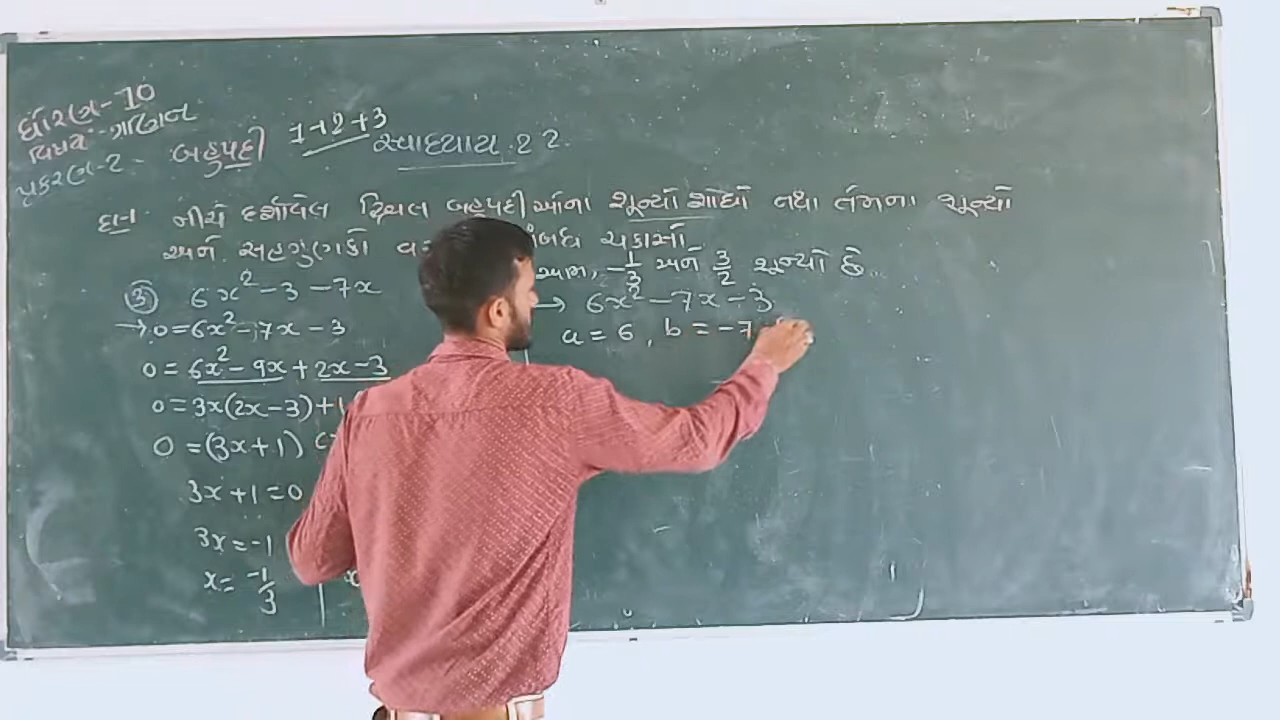 ધોરણ-10
વિષય - ગણિત
પ્રકરણ-2 - બહુપદી 1+2+3 સ્વાધ્યાય 2.2
દા-1 નીચે દર્શાવેલ દ્વિઘાત બહુપદીઓના શૂન્યો શોધો તથા તેમના શૂન્યો
અને સહગુણકો ચકાસો
③ 6x² - 3 - 7x
→ 0 = 6x² - 7x - 3
0 = 6x² - 9x + 2x - 3
0 = 3x(2x - 3) + 1
0 = (3x + 1)
3x + 1 = 0
3x = -1
x = -1/3
આમ, -1/3 અને 3/2 શૂન્યો છે.
→ 6x² - 7x - 3
a = 6, b = -7